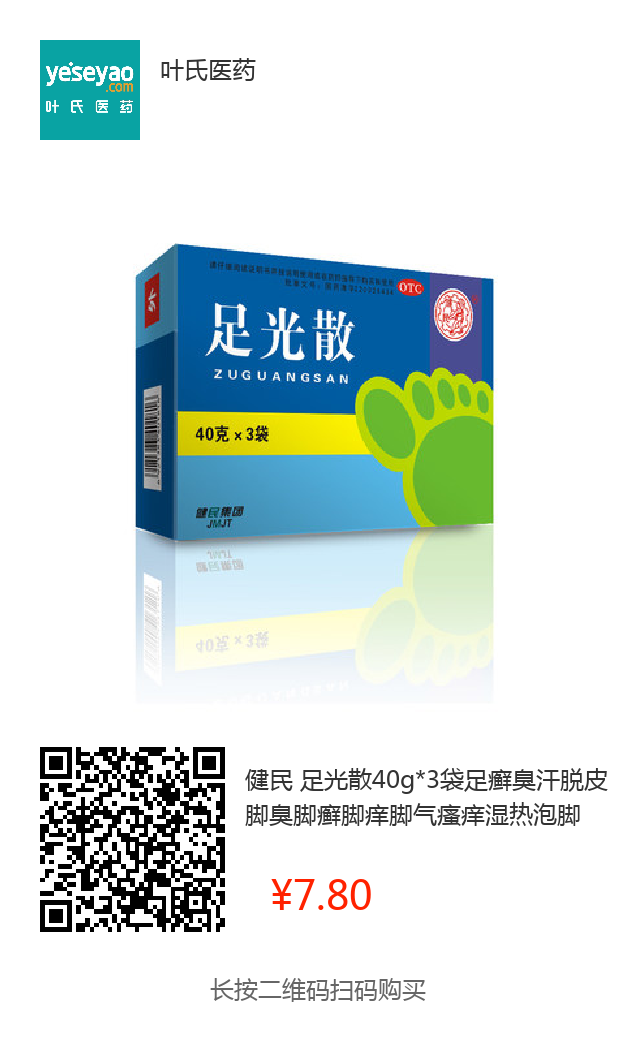 yeseyao
.com
叶氏医药
叶氏医药
OTC
足光散
ZUGUANGSAN
40克×3袋
健民集团
JMJT
健民 足光散40g*3袋足癣臭汗脱皮
脚臭脚癣脚痒脚气瘙痒湿热泡脚
¥7.80
长按二维码扫码购买